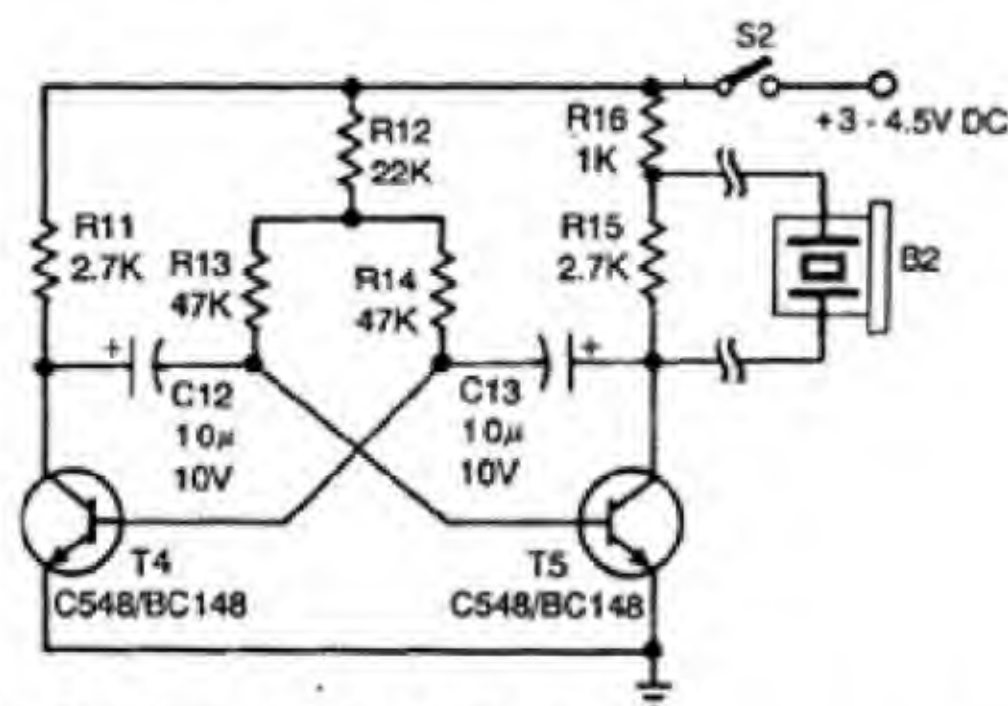 S2
+3 - 4.5V DC
R12
22K
R16
1K
R11
2.7K
R13
47K
R14
47K
R15
2.7K
B2
+
C12
10μ
10V
C13
10μ
10V
+
T4
C548/BC148
T5
C548/BC148